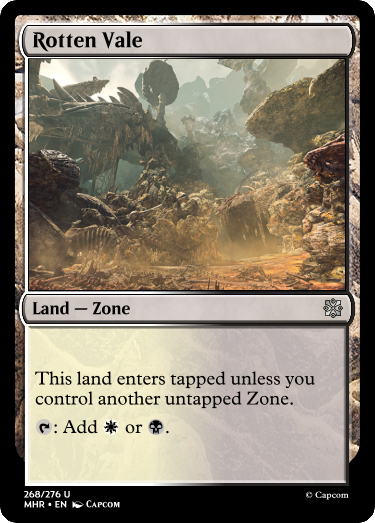 Rotten Vale
Land — Zone
This land enters tapped unless you
control another untapped Zone.
: Add or .
268/276 U
MHR • EN Capcom
© Capcom